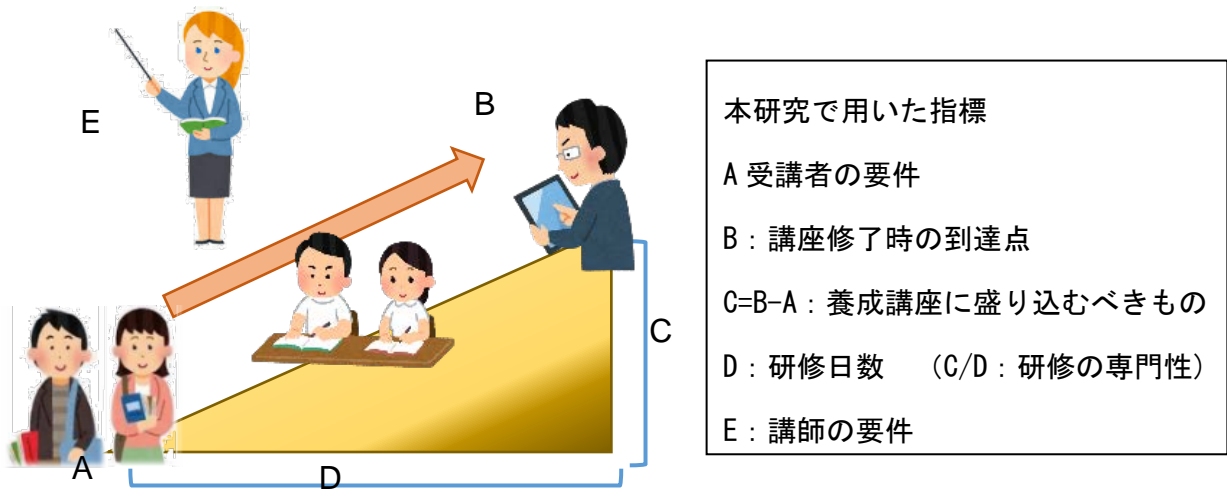 E
B
C
A
D
本研究で用いた指標
A 受講者の要件
B：講座修了時の到達点
C=B-A：養成講座に盛り込むべきもの
D：研修日数　（C/D：研修の専門性）
E：講師の要件